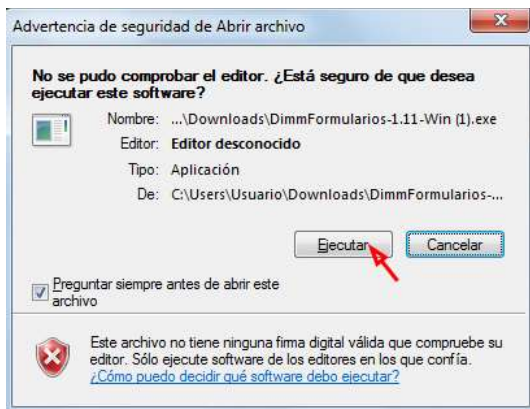 Advertencia de seguridad de Abrir archivo
No se pudo comprobar el editor. ¿Está seguro de que desea
ejecutar este software?
Nombre: ...\Downloads\DimmFormularios-1.11-Win (1).exe
Editor: Editor desconocido
Tipo: Aplicación
De: C:\Users\Usuario\Downloads\DimmFormularios-...
Ejecutar Cancelar
Preguntar siempre antes de abrir este
archivo
Este archivo no tiene ninguna firma digital válida que compruebe su
editor. Sólo ejecute software de los editores en los que confía.
¿Cómo puedo decidir qué software debo ejecutar?